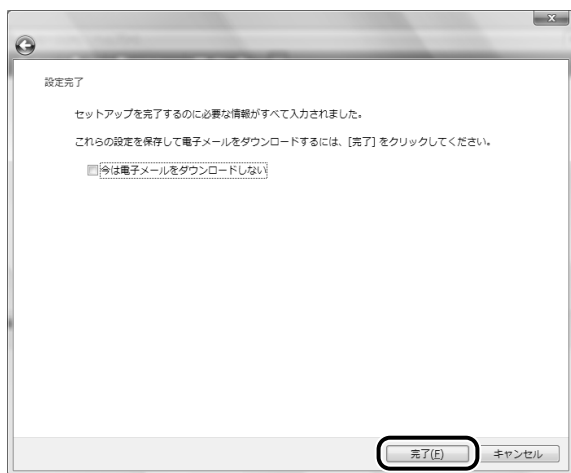 設定完了
セットアップを完了するのに必要な情報がすべて入力されました。
これらの設定を保存して電子メールをダウンロードするには、[完了] をクリックしてください。
今は電子メールをダウンロードしない
完了(F) キャンセル